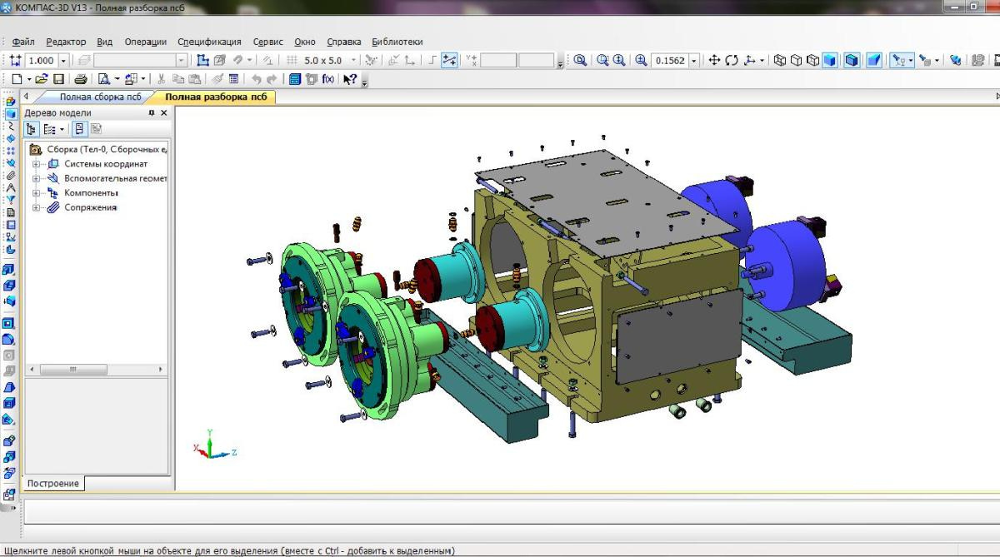 КОМПАС-3D V13 - Полная разборка псб
Файл Редактор Вид Операции Спецификация Сервис Окно Справка Библиотеки
1.000 5.0 x 5.0 0.1562
f(x)
Полная сборка псб Полная разборка псб
Дерево модели
Сборка (Тел-0, Сборочных е
Системы координат
Вспомогательная геомет
Компоненты
Сопряжения
Y
X Z
Построение
Щелкните левой кнопкой мыши на объекте для его выделения (вместе с Ctrl - добавить к выделенным)